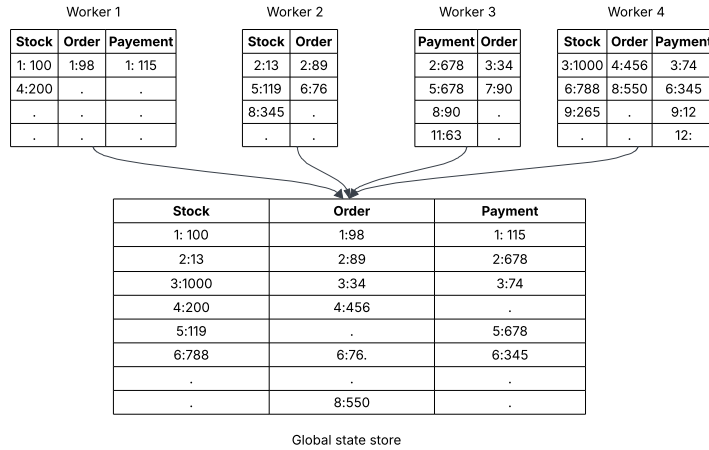 Worker 1 Worker 2 Worker 3 Worker 4
Stock Order Payement Stock Order Payment Order Stock Order Payment
1: 100 1:98 1: 115 2:13 2:89 2:678 3:34 3:1000 4:456 3:74
4:200 . . 5:119 6:76 5:678 7:90 6:788 8:550 6:345
. . . 8:345 . 8:90 . 9:265 . 9:12
. . . . . 11:63 . . . 12:
Stock Order Payment
1: 100 1:98 1: 115
2:13 2:89 2:678
3:1000 3:34 3:74
4:200 4:456 .
5:119 . 5:678
6:788 6:76. 6:345
. . .
. 8:550 .
Global state store